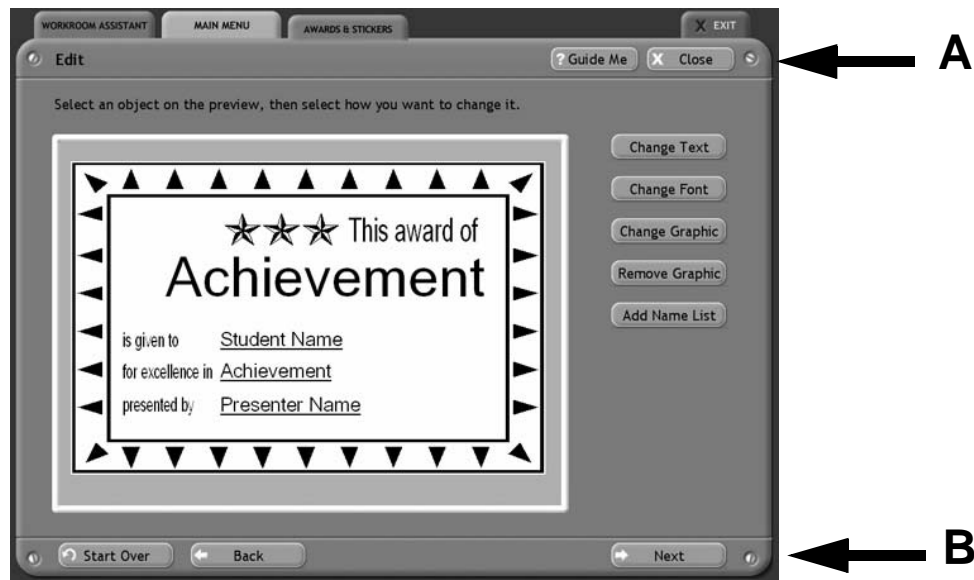 WORKROOM ASSISTANT MAIN MENU AWARDS & STICKERS X EXIT
Edit ? Guide Me X Close A
Select an object on the preview, then select how you want to change it.
Change Text
Change Font
Change Graphic
Remove Graphic
Add Name List
This award of
Achievement
is given to Student Name
for excellence in Achievement
presented by Presenter Name
Start Over Back Next B